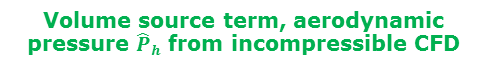 Volume source term, aerodynamic
pressure P̂ₕ from incompressible CFD